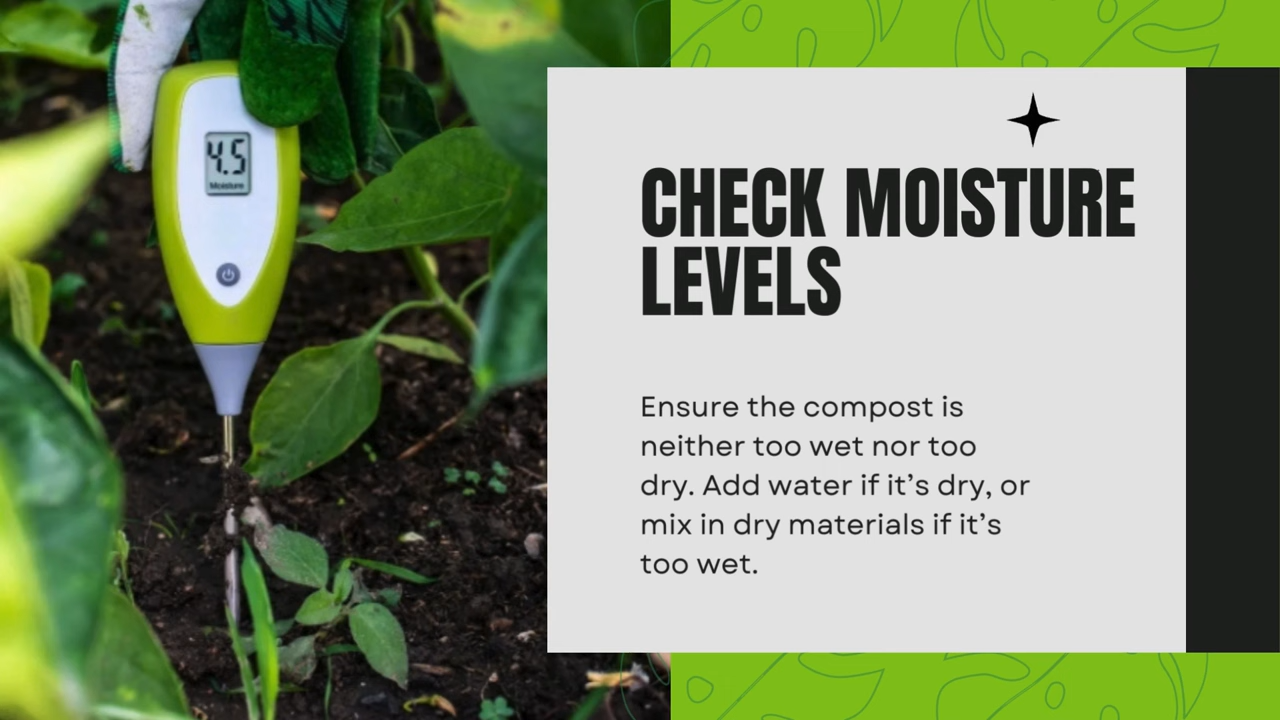 4.5
Moisture
CHECK MOISTURE
LEVELS
Ensure the compost is
neither too wet nor too
dry. Add water if it’s dry, or
mix in dry materials if it’s
too wet.